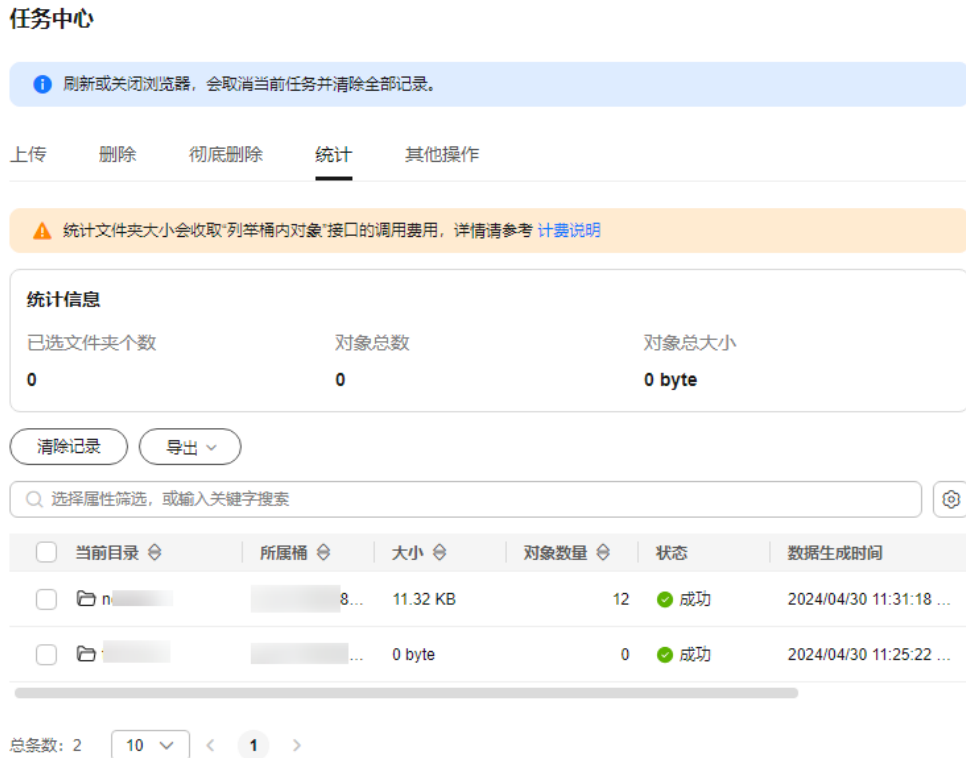 任务中心
刷新或关闭浏览器，会取消当前任务并清除全部记录。
上传 删除 彻底删除 统计 其他操作
统计文件夹大小会收取“列举桶内对象”接口的调用费用，详情请参考 计费说明
统计信息
已选文件夹个数 对象总数 对象总大小
0 0 0 byte
清除记录 导出
选择属性筛选，或输入关键字搜索
当前目录 所属桶 大小 对象数量 状态 数据生成时间
n 8... 11.32 KB 12 成功 2024/04/30 11:31:18 ...
... 0 byte 0 成功 2024/04/30 11:25:22 ...
总条数：2 10 < 1 >